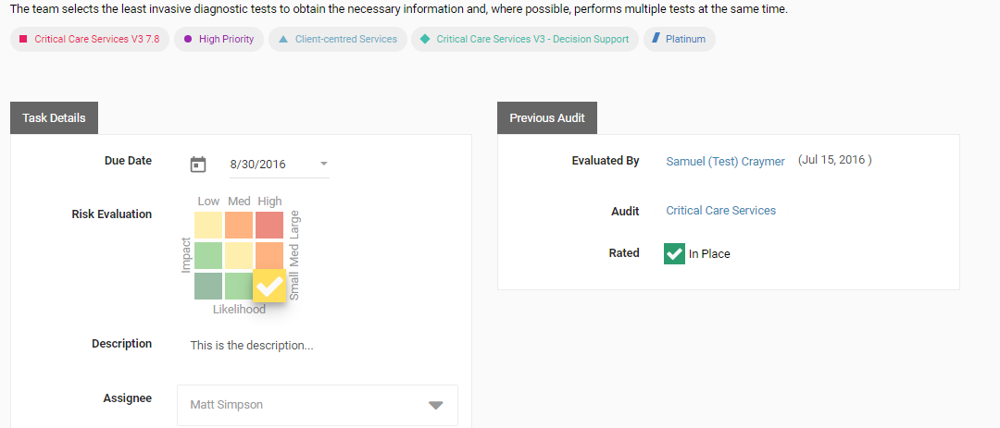 The team selects the least invasive diagnostic tests to obtain the necessary information and, where possible, performs multiple tests at the same time.
Critical Care Services V3 7.8 High Priority Client-centred Services Critical Care Services V3 - Decision Support Platinum
Task Details
Due Date 8/30/2016
Risk Evaluation
Low Med High
Impact
Small Med Large
Likelihood
Description This is the description...
Assignee Matt Simpson
Previous Audit
Evaluated By Samuel (Test) Craymer (Jul 15, 2016 )
Audit Critical Care Services
Rated In Place